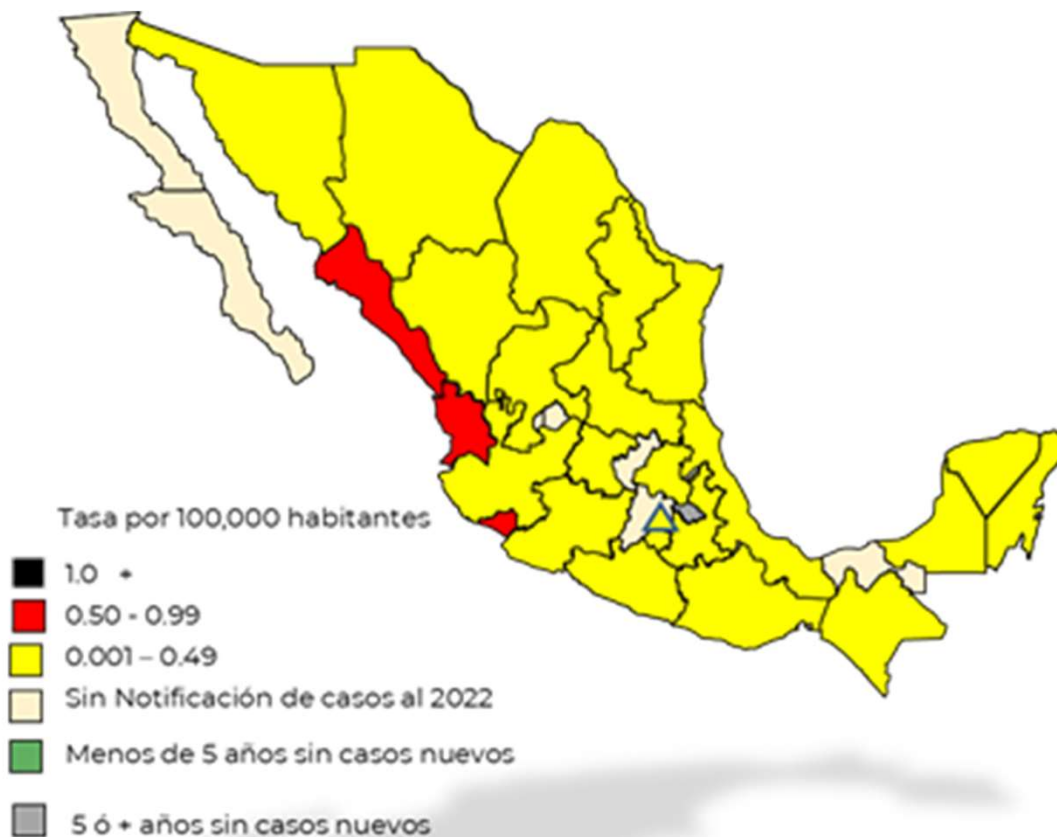 Tasa por 100,000 habitantes
1.0 +
0.50 - 0.99
0.001 – 0.49
Sin Notificación de casos al 2022
Menos de 5 años sin casos nuevos
5 ó + años sin casos nuevos